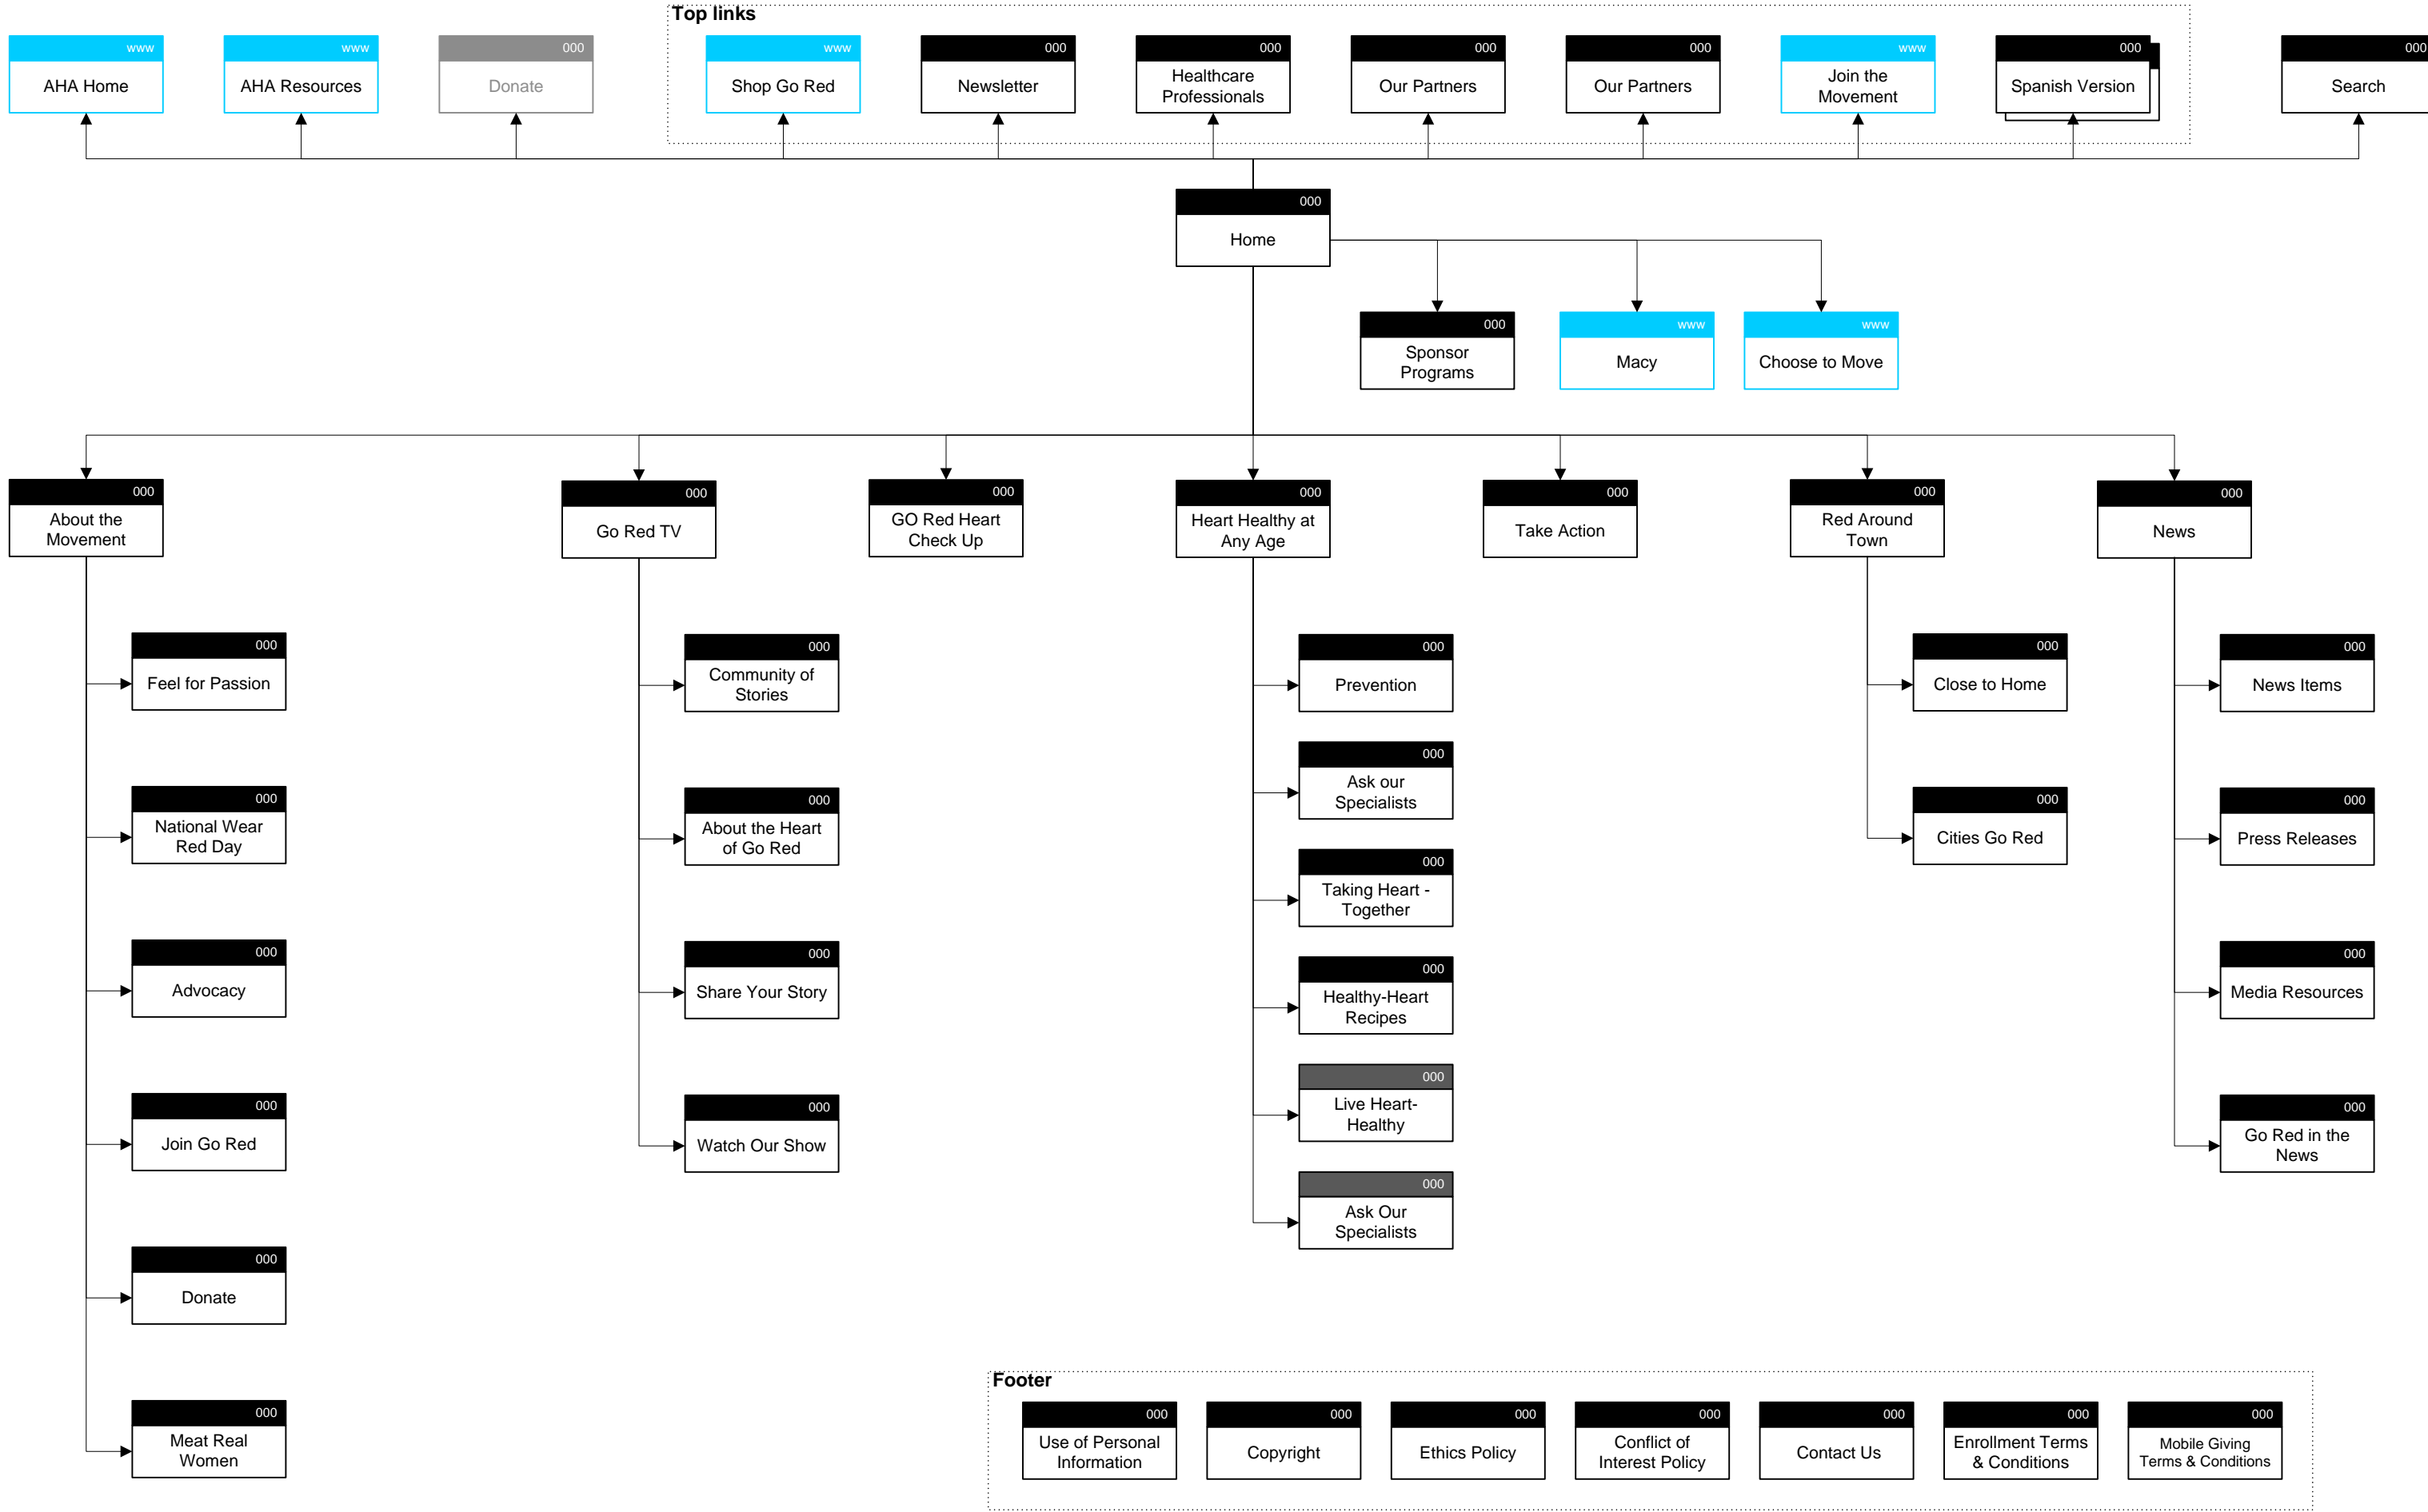 Top links
www
AHA Home
www
AHA Resources
000
Donate
www
Shop Go Red
000
Newsletter
000
Healthcare
Professionals
000
Our Partners
000
Our Partners
www
Join the
Movement
000
Spanish Version
000
Search
000
Home
000
Sponsor
Programs
www
Macy
www
Choose to Move
000
About the
Movement
000
Go Red TV
000
GO Red Heart
Check Up
000
Heart Healthy at
Any Age
000
Take Action
000
Red Around
Town
000
News
000
Feel for Passion
000
National Wear
Red Day
000
Advocacy
000
Join Go Red
000
Donate
000
Meat Real
Women
000
Community of
Stories
000
About the Heart
of Go Red
000
Share Your Story
000
Watch Our Show
000
Prevention
000
Ask our
Specialists
000
Taking Heart -
Together
000
Healthy-Heart
Recipes
000
Live Heart-
Healthy
000
Ask Our
Specialists
000
Close to Home
000
Cities Go Red
000
News Items
000
Press Releases
000
Media Resources
000
Go Red in the
News
Footer
000
Use of Personal
Information
000
Copyright
000
Ethics Policy
000
Conflict of
Interest Policy
000
Contact Us
000
Enrollment Terms
& Conditions
000
Mobile Giving
Terms & Conditions